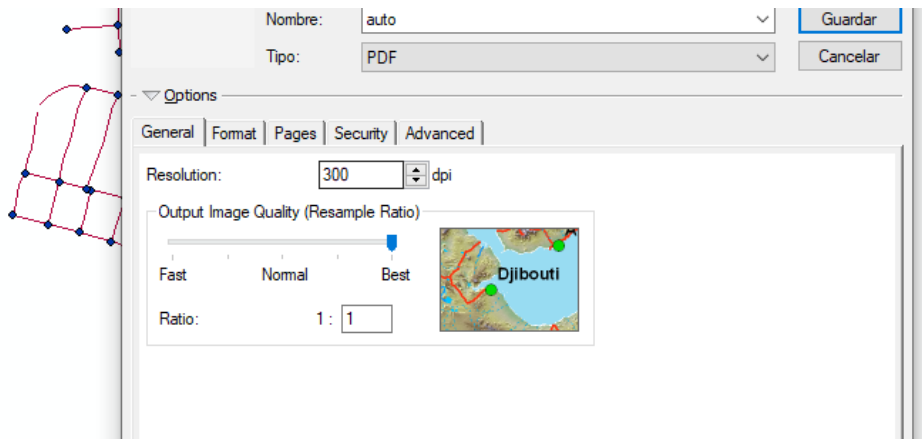 Nombre: auto Guardar
Tipo: PDF Cancelar
Options
General Format Pages Security Advanced
Resolution: 300 dpi
Output Image Quality (Resample Ratio)
Fast Normal Best
Djibouti
Ratio: 1 : 1